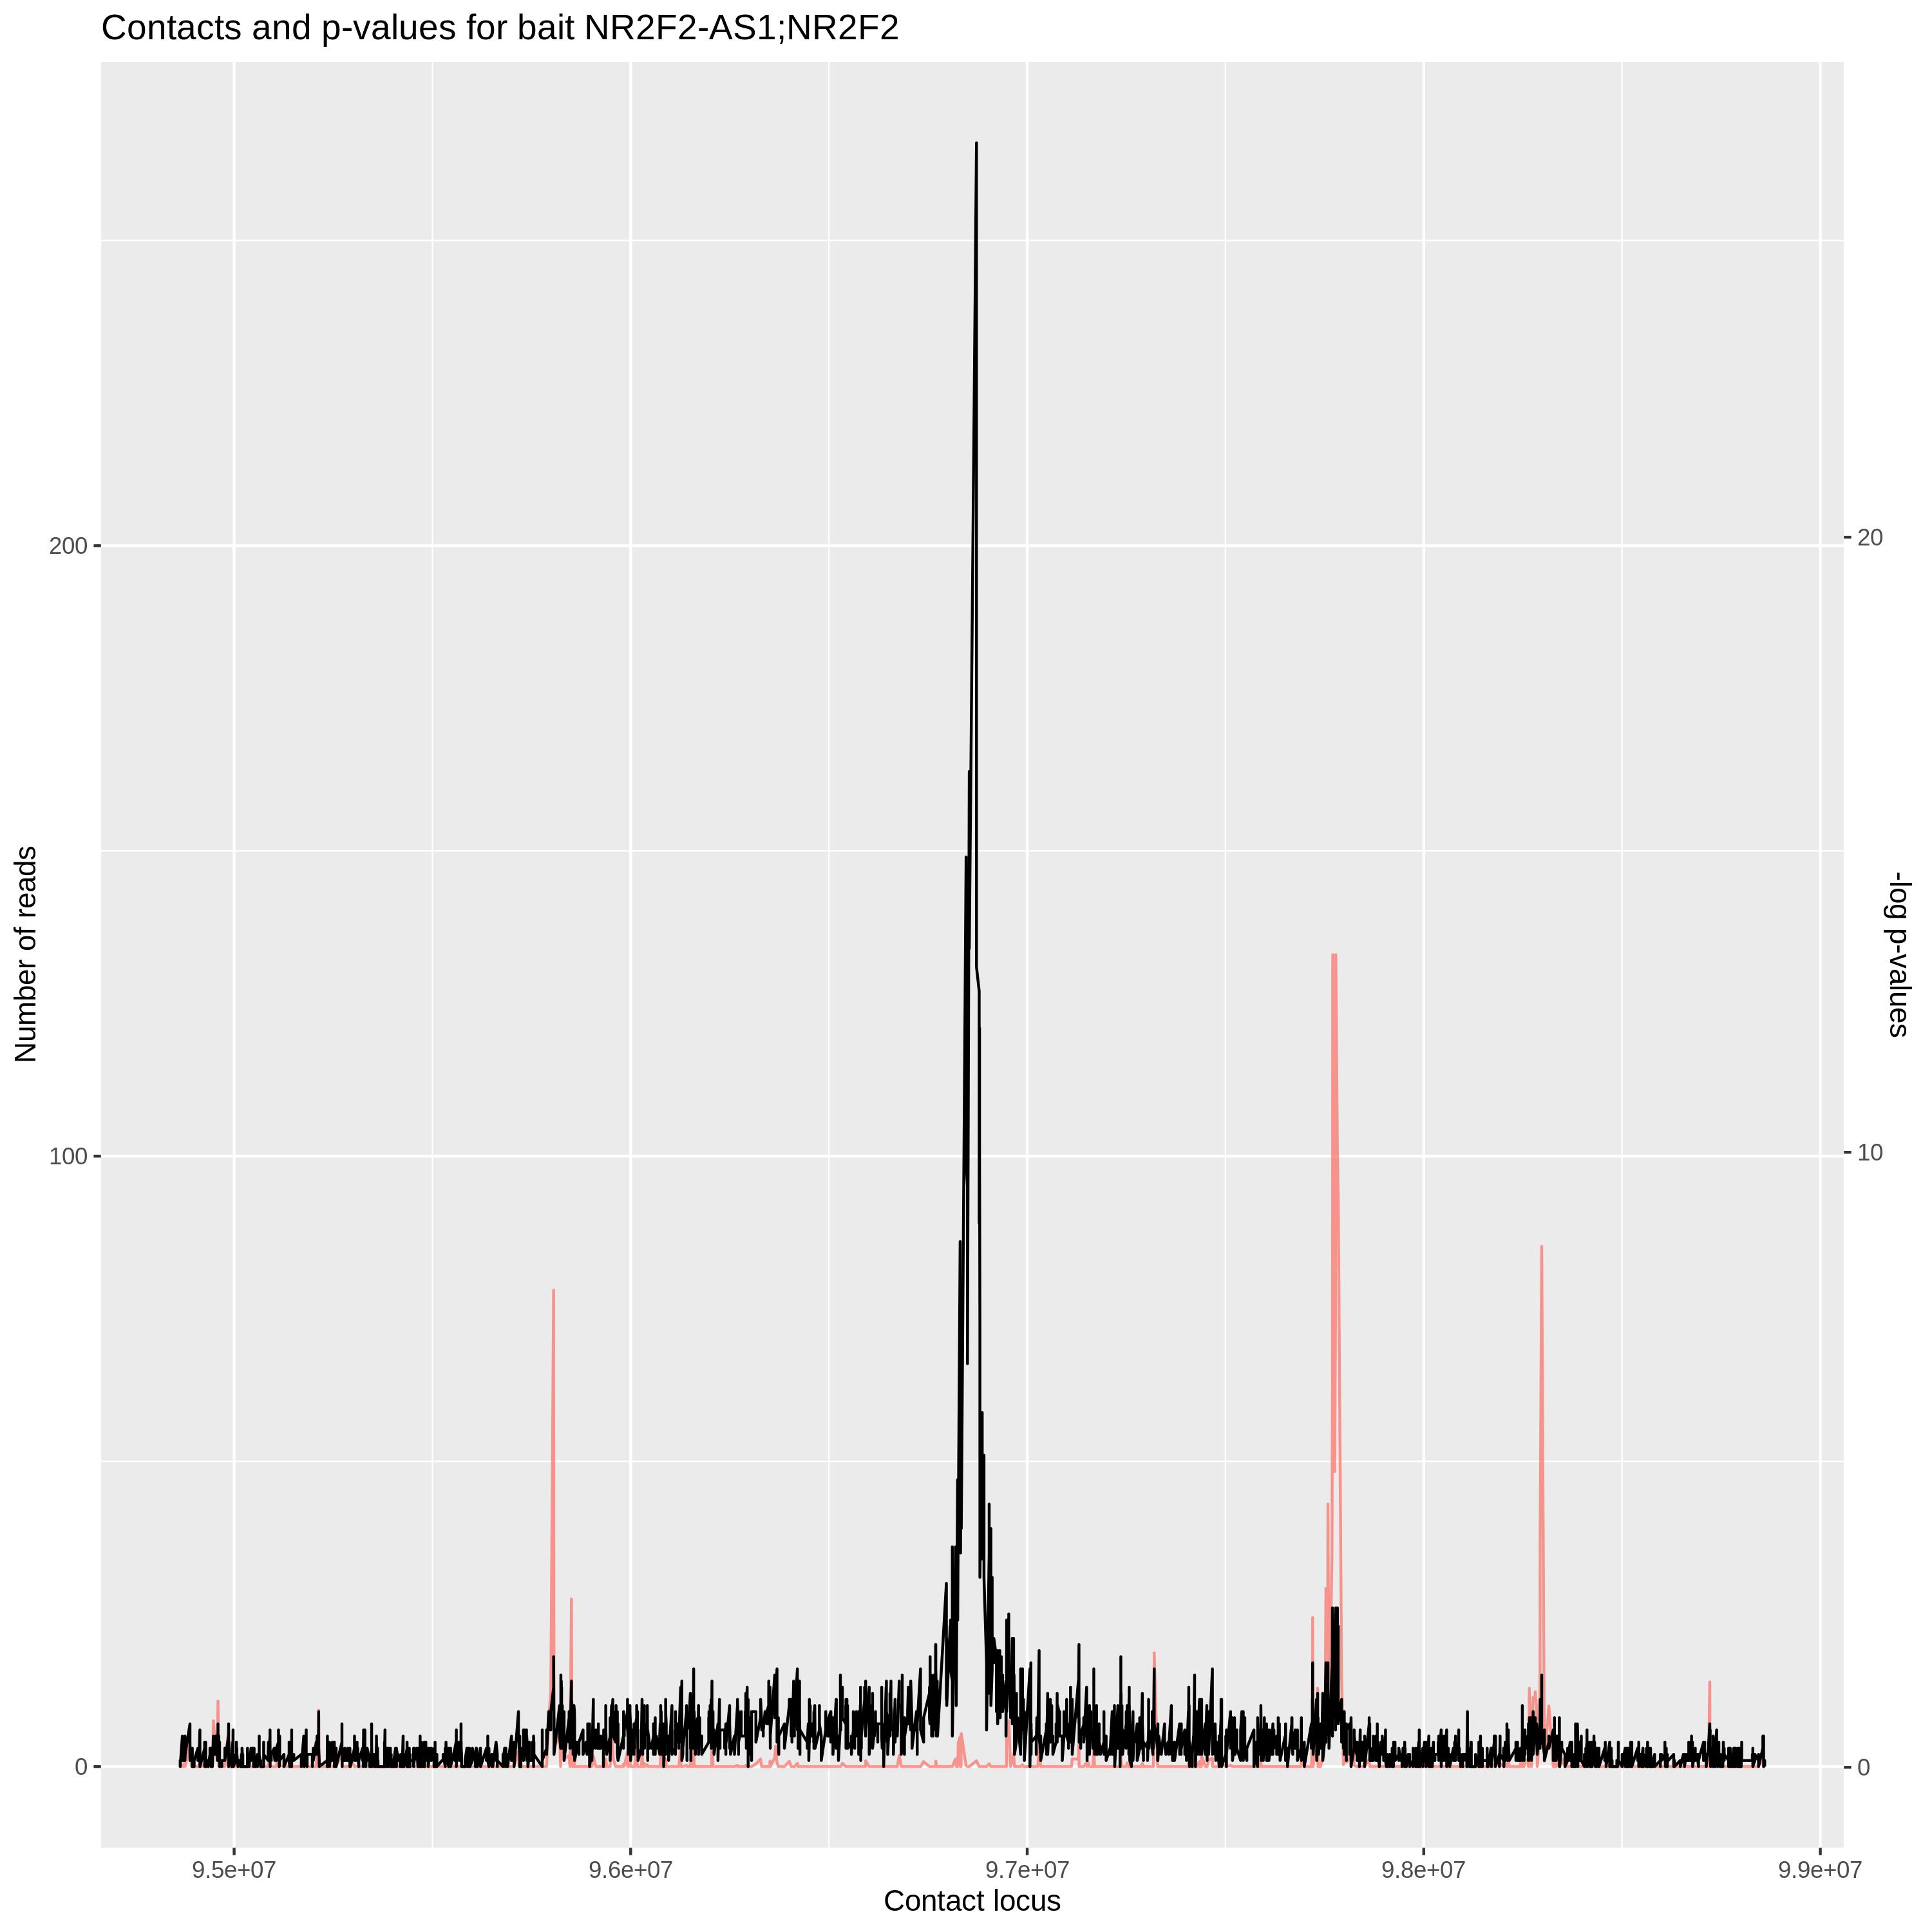 Contacts and p-values for bait NR2F2-AS1;NR2F2
Number of reads
200
100
0
20
10
0
-log p-values
9.5e+07
9.6e+07
9.7e+07
9.8e+07
9.9e+07
Contact locus